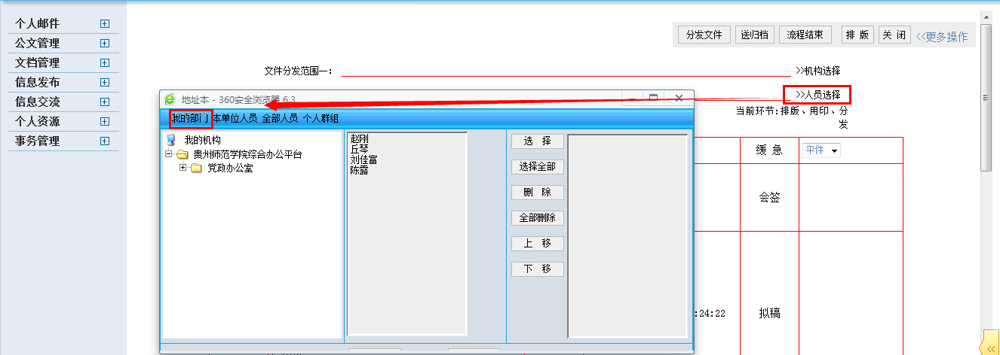 个人邮件
公文管理
文档管理
信息发布
信息交流
个人资源
事务管理
分发文件 送归档 流程结束 排 版 关 闭 <<更多操作
文件分发范围一： >>机构选择
>>人员选择
当前环节:排版、用印、分
发
地址本 - 360安全浏览器 6.3
我的部门 本单位人员 全部人员 个人群组
我的机构
贵州师范学院综合办公平台
党政办公室
赵刚
丘琴
刘佳富
陈露
选 择
选择全部
删 除
全部删除
上 移
下 移
缓 急 平件
会签
:24:22 拟稿